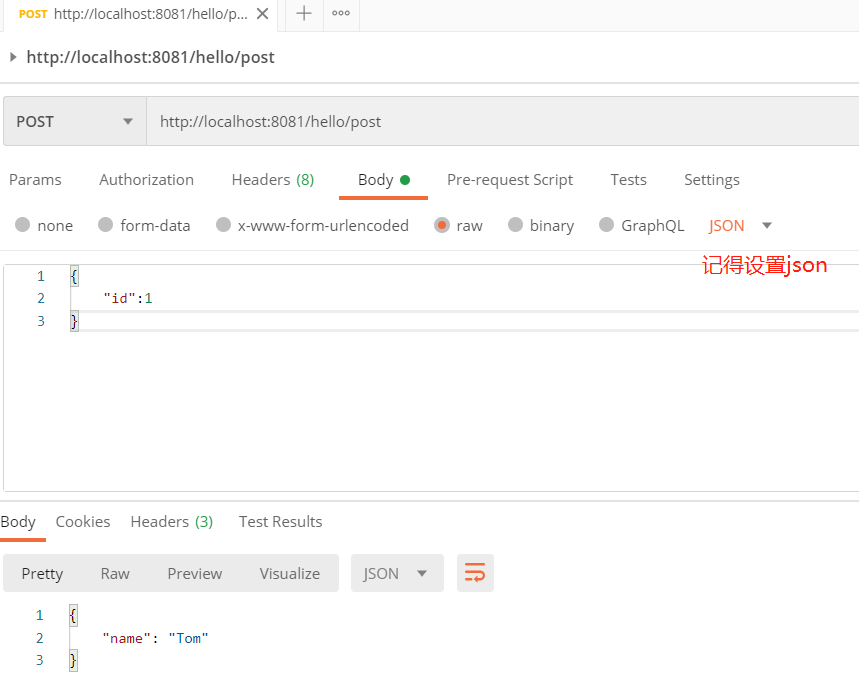 POST http://localhost:8081/hello/p...
http://localhost:8081/hello/post
POST http://localhost:8081/hello/post
Params Authorization Headers (8) Body Pre-request Script Tests Settings
none form-data x-www-form-urlencoded raw binary GraphQL JSON
记得设置json
1 {
2 "id":1
3 }
Body Cookies Headers (3) Test Results
Pretty Raw Preview Visualize JSON
1 {
2 "name": "Tom"
3 }